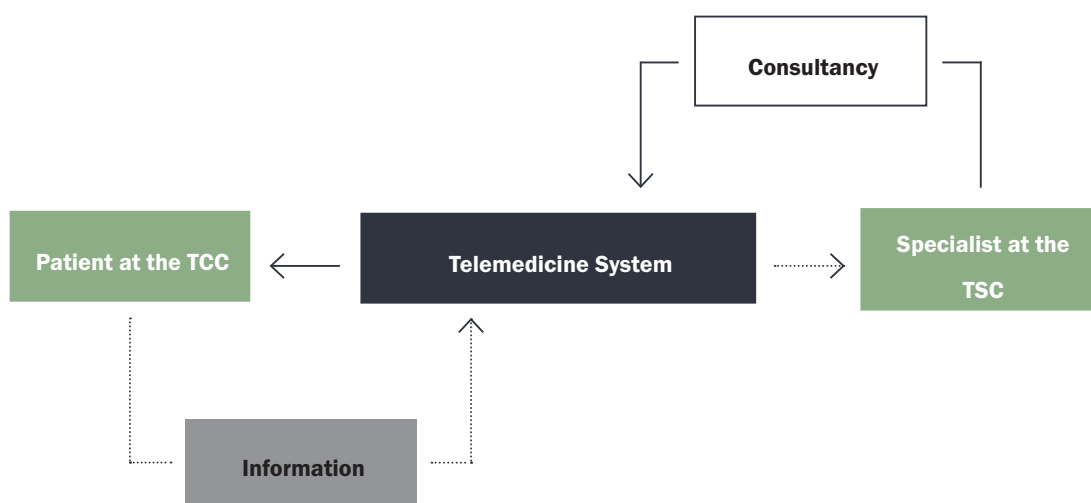 Consultancy
Patient at the TCC
Telemedicine System
Specialist at the
TSC
Information